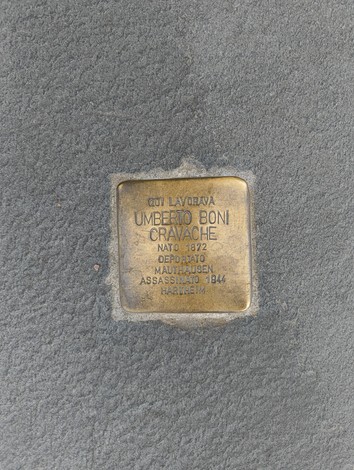 QUI LAVORAVA
UMBERTO BONI
CRAVACHE
NATO 1872
DEPORTATO
MAUTHAUSEN
ASSASSINATO 1944
HARTHEIM